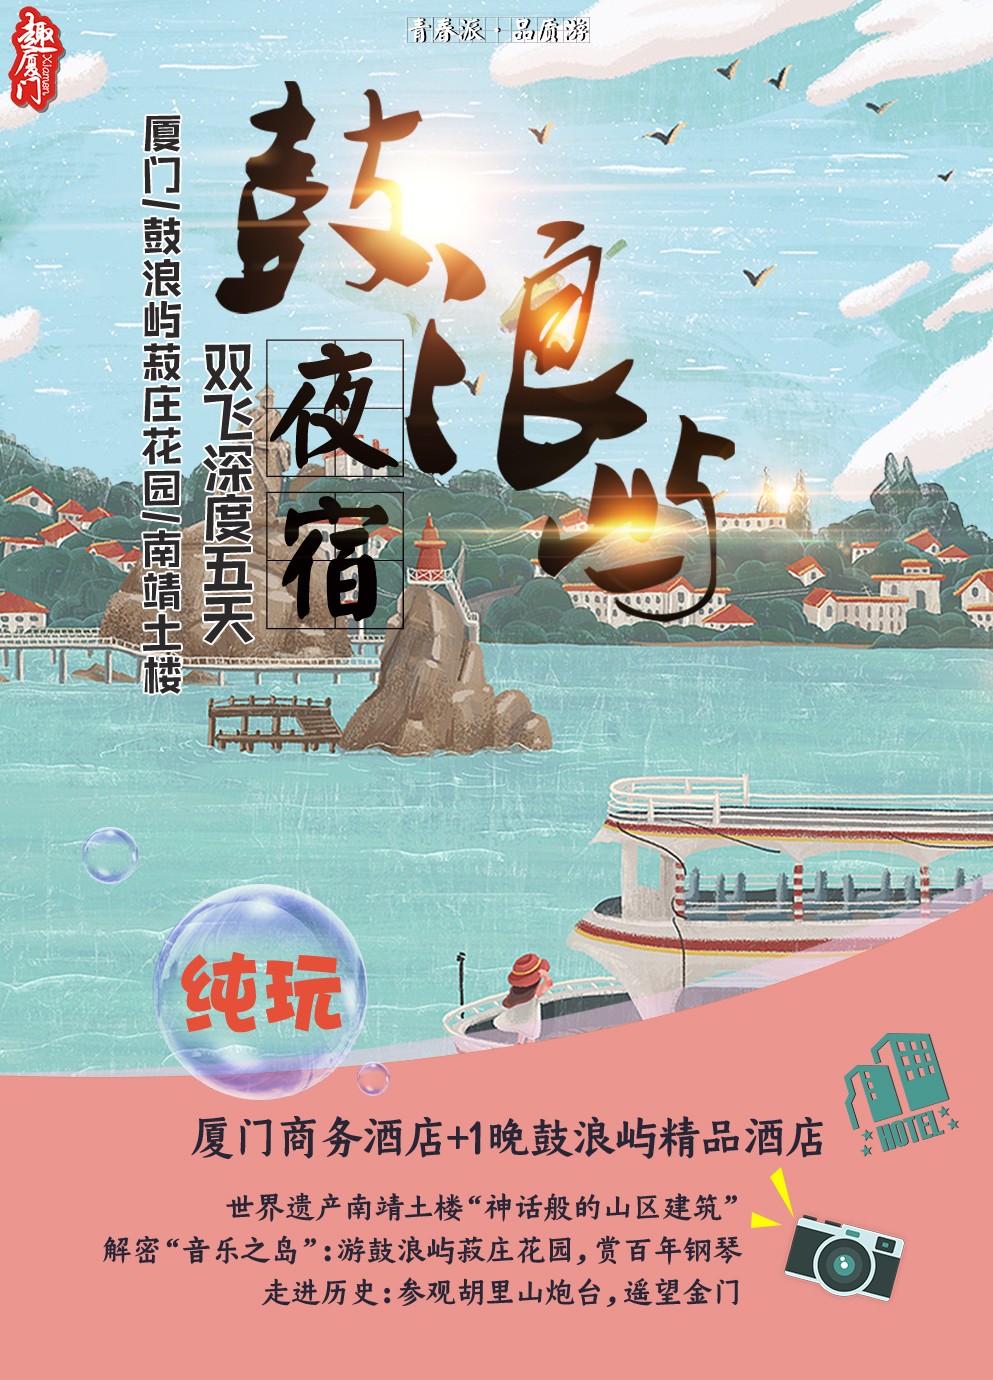 趣厦门
Xiamen
青春派·品质游
鼓浪屿
夜宿
厦门/鼓浪屿菽庄花园/南靖土楼
双飞深度五天
纯玩
HOTEL
厦门商务酒店+1晚鼓浪屿精品酒店
世界遗产南靖土楼“神话般的山区建筑”
解密“音乐之岛”:游鼓浪屿菽庄花园,赏百年钢琴
走进历史:参观胡里山炮台,遥望金门